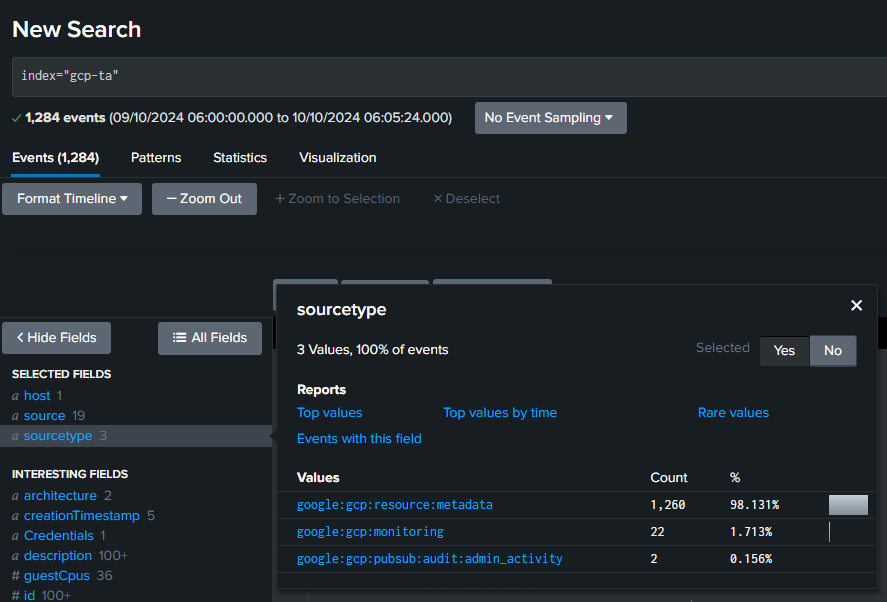 New Search
index="gcp-ta"
✓ 1,284 events (09/10/2024 06:00:00.000 to 10/10/2024 06:05:24.000) No Event Sampling ▾
Events (1,284) Patterns Statistics Visualization
Format Timeline ▾ — Zoom Out + Zoom to Selection × Deselect
< Hide Fields All Fields
SELECTED FIELDS
a host 1
a source 19
a sourcetype 3
INTERESTING FIELDS
a architecture 2
a creationTimestamp 5
a Credentials 1
a description 100+
# guestCpus 36
# id 100+
sourcetype ×
3 Values, 100% of events Selected Yes No
Reports
Top values Top values by time Rare values
Events with this field
Values Count %
google:gcp:resource:metadata 1,260 98.131%
google:gcp:monitoring 22 1.713%
google:gcp:pubsub:audit:admin_activity 2 0.156%